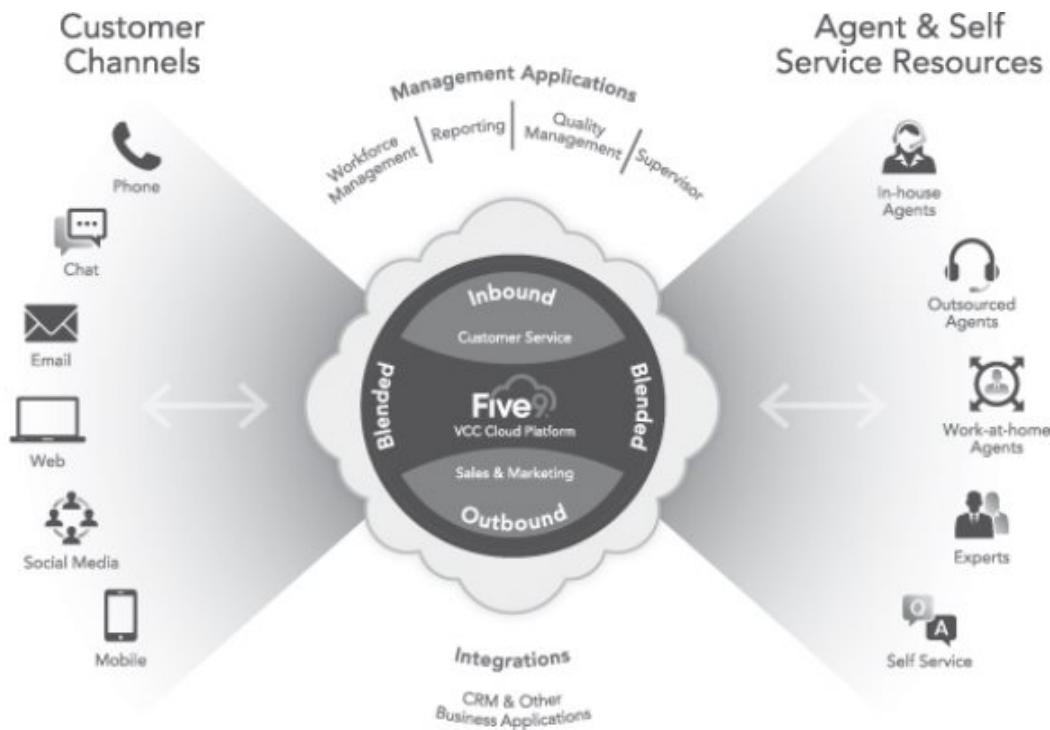 Customer
Channels
Phone
Chat
Email
Web
Social Media
Mobile
Management Applications
Workforce
Management
Reporting
Quality
Management
Supervisor
Inbound
Customer Service
Blended
Five9
VCC Cloud Platform
Blended
Sales & Marketing
Outbound
Integrations
CRM & Other
Business Applications
Agent & Self
Service Resources
In-house
Agents
Outsourced
Agents
Work-at-home
Agents
Experts
Q
A
Self Service